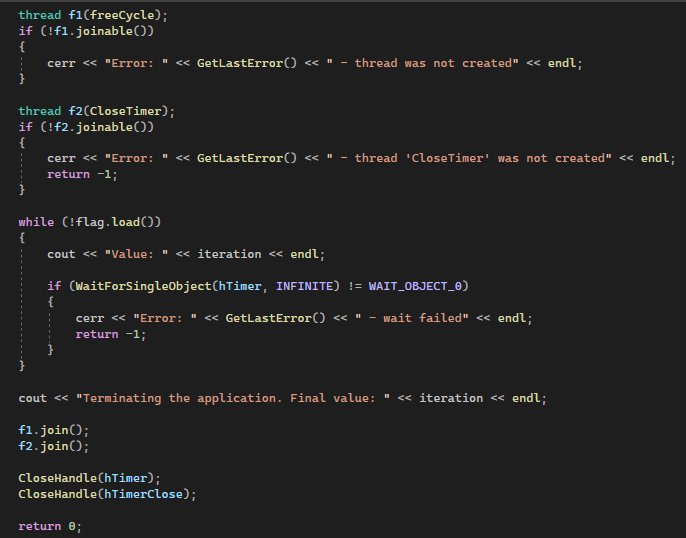 thread f1(freeCycle);
if (!f1.joinable())
{
    cerr << "Error: " << GetLastError() << " - thread was not created" << endl;
}

thread f2(CloseTimer);
if (!f2.joinable())
{
    cerr << "Error: " << GetLastError() << " - thread 'CloseTimer' was not created" << endl;
    return -1;
}

while (!flag.load())
{
    cout << "Value: " << iteration << endl;

    if (WaitForSingleObject(hTimer, INFINITE) != WAIT_OBJECT_0)
    {
        cerr << "Error: " << GetLastError() << " - wait failed" << endl;
        return -1;
    }
}

cout << "Terminating the application. Final value: " << iteration << endl;

f1.join();
f2.join();

CloseHandle(hTimer);
CloseHandle(hTimerClose);

return 0;